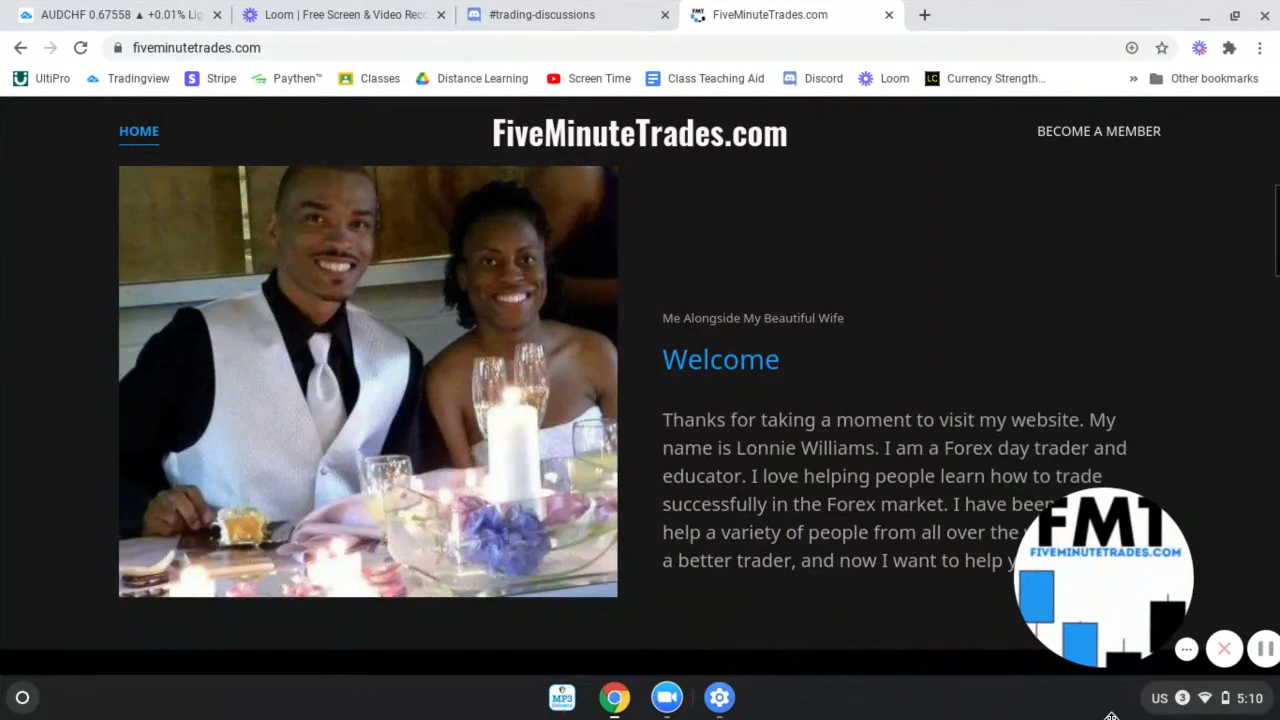 AUDCHF 0.67558 ▲ +0.01% Lig
Loom | Free Screen & Video Rec
#trading-discussions
FiveMinuteTrades.com
fiveminutetrades.com
UltiPro
Tradingview
Stripe
Paythen™
Classes
Distance Learning
Screen Time
Class Teaching Aid
Discord
Loom
LC
Currency Strength...
»
Other bookmarks
HOME
FiveMinuteTrades.com
BECOME A MEMBER
Me Alongside My Beautiful Wife
Welcome
Thanks for taking a moment to visit my website. My
name is Lonnie Williams. I am a Forex day trader and
educator. I love helping people learn how to trade
successfully in the Forex market. I have been
help a variety of people from all over the
a better trader, and now I want to help y
FMT
FIVEMINUTETRADES.COM
MP3
US 3 5:10